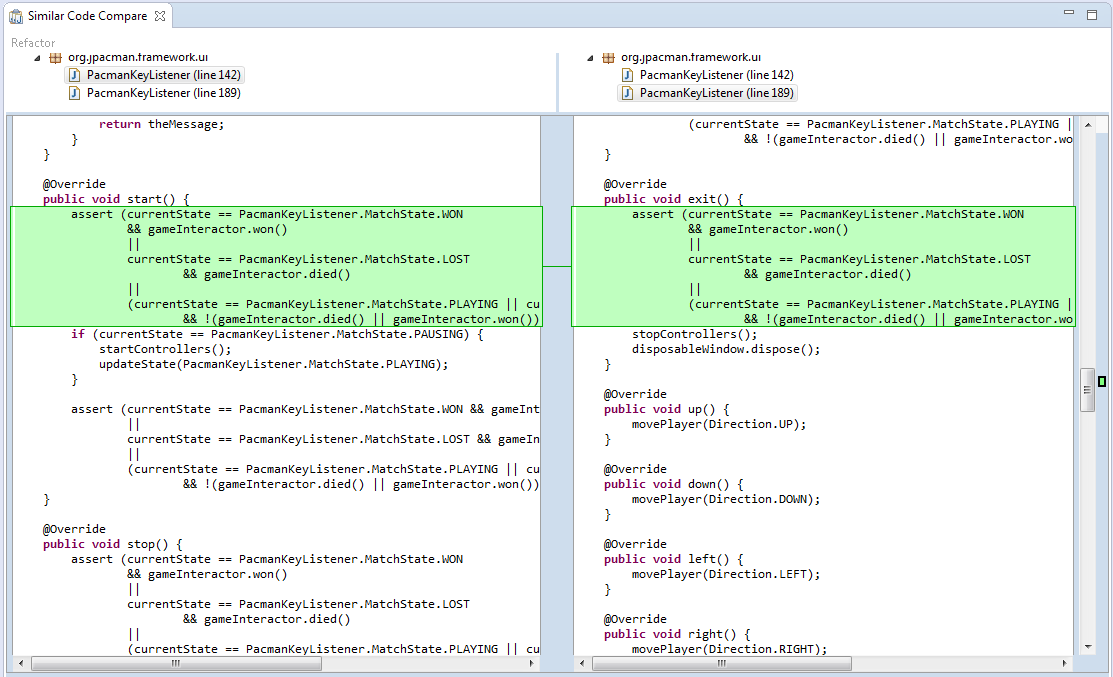 Similar Code Compare
Refactor
org.jpacman.framework.ui
PacmanKeyListener (line 142)
PacmanKeyListener (line 189)
return theMessage;
}
}
@Override
public void start() {
assert (currentState == PacmanKeyListener.MatchState.WON
&& gameInteractor.won()
||
currentState == PacmanKeyListener.MatchState.LOST
&& gameInteractor.died()
||
(currentState == PacmanKeyListener.MatchState.PLAYING || cu
&& !(gameInteractor.died() || gameInteractor.won())
if (currentState == PacmanKeyListener.MatchState.PAUSING) {
startControllers();
updateState(PacmanKeyListener.MatchState.PLAYING);
}
assert (currentState == PacmanKeyListener.MatchState.WON && gameInt
||
currentState == PacmanKeyListener.MatchState.LOST && gameIn
||
(currentState == PacmanKeyListener.MatchState.PLAYING || cu
&& !(gameInteractor.died() || gameInteractor.won())
}
@Override
public void stop() {
assert (currentState == PacmanKeyListener.MatchState.WON
&& gameInteractor.won()
||
currentState == PacmanKeyListener.MatchState.LOST
&& gameInteractor.died()
||
(currentState == PacmanKeyListener.MatchState.PLAYING || cu
org.jpacman.framework.ui
PacmanKeyListener (line 142)
PacmanKeyListener (line 189)
(currentState == PacmanKeyListener.MatchState.PLAYING |
&& !(gameInteractor.died() || gameInteractor.wo
}
@Override
public void exit() {
assert (currentState == PacmanKeyListener.MatchState.WON
&& gameInteractor.won()
||
currentState == PacmanKeyListener.MatchState.LOST
&& gameInteractor.died()
||
(currentState == PacmanKeyListener.MatchState.PLAYING |
&& !(gameInteractor.died() || gameInteractor.wo
stopControllers();
disposableWindow.dispose();
}
@Override
public void up() {
movePlayer(Direction.UP);
}
@Override
public void down() {
movePlayer(Direction.DOWN);
}
@Override
public void left() {
movePlayer(Direction.LEFT);
}
@Override
public void right() {
movePlayer(Direction.RIGHT);